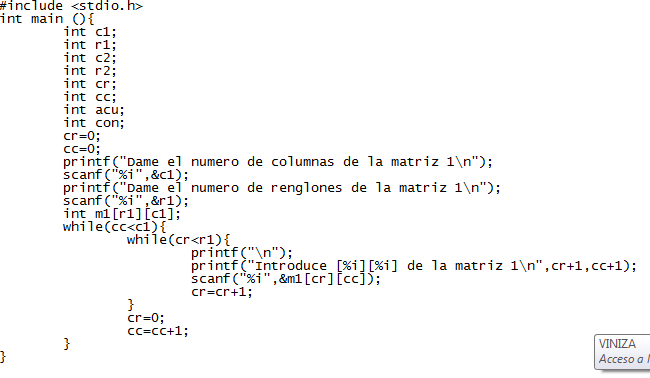 #include <stdio.h>
int main (){
int c1;
int r1;
int c2;
int r2;
int cr;
int cc;
int acu;
int con;
cr=0;
cc=0;
printf("Dame el numero de columnas de la matriz 1\n");
scanf("%i",&c1);
printf("Dame el numero de renglones de la matriz 1\n");
scanf("%i",&r1);
int m1[r1][c1];
while(cc<c1){
while(cr<r1){
printf("\n");
printf("Introduce [%i][%i] de la matriz 1\n",cr+1,cc+1);
scanf("%i",&m1[cr][cc]);
cr=cr+1;
}
cr=0;
cc=cc+1;
}
}
VINIZA
Acceso a